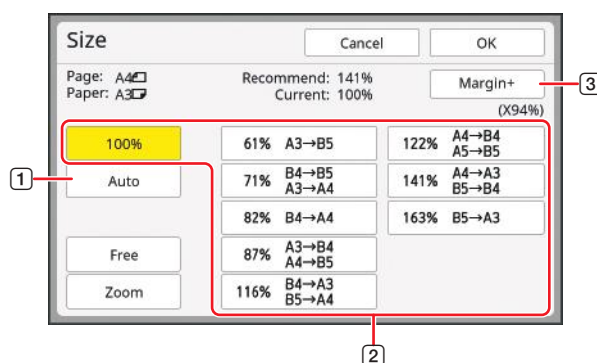 Size
Cancel
OK
Page: A4
Paper: A3
Recommend: 141%
Current: 100%
Margin+
(X94%)
3
100%
61% A3→B5
122% A4→B4
A5→B5
1
Auto
71% B4→B5
A3→A4
141% A4→A3
B5→B4
82% B4→A4
163% B5→A3
Free
87% A3→B4
A4→B5
Zoom
116% B4→A3
B5→A4
2